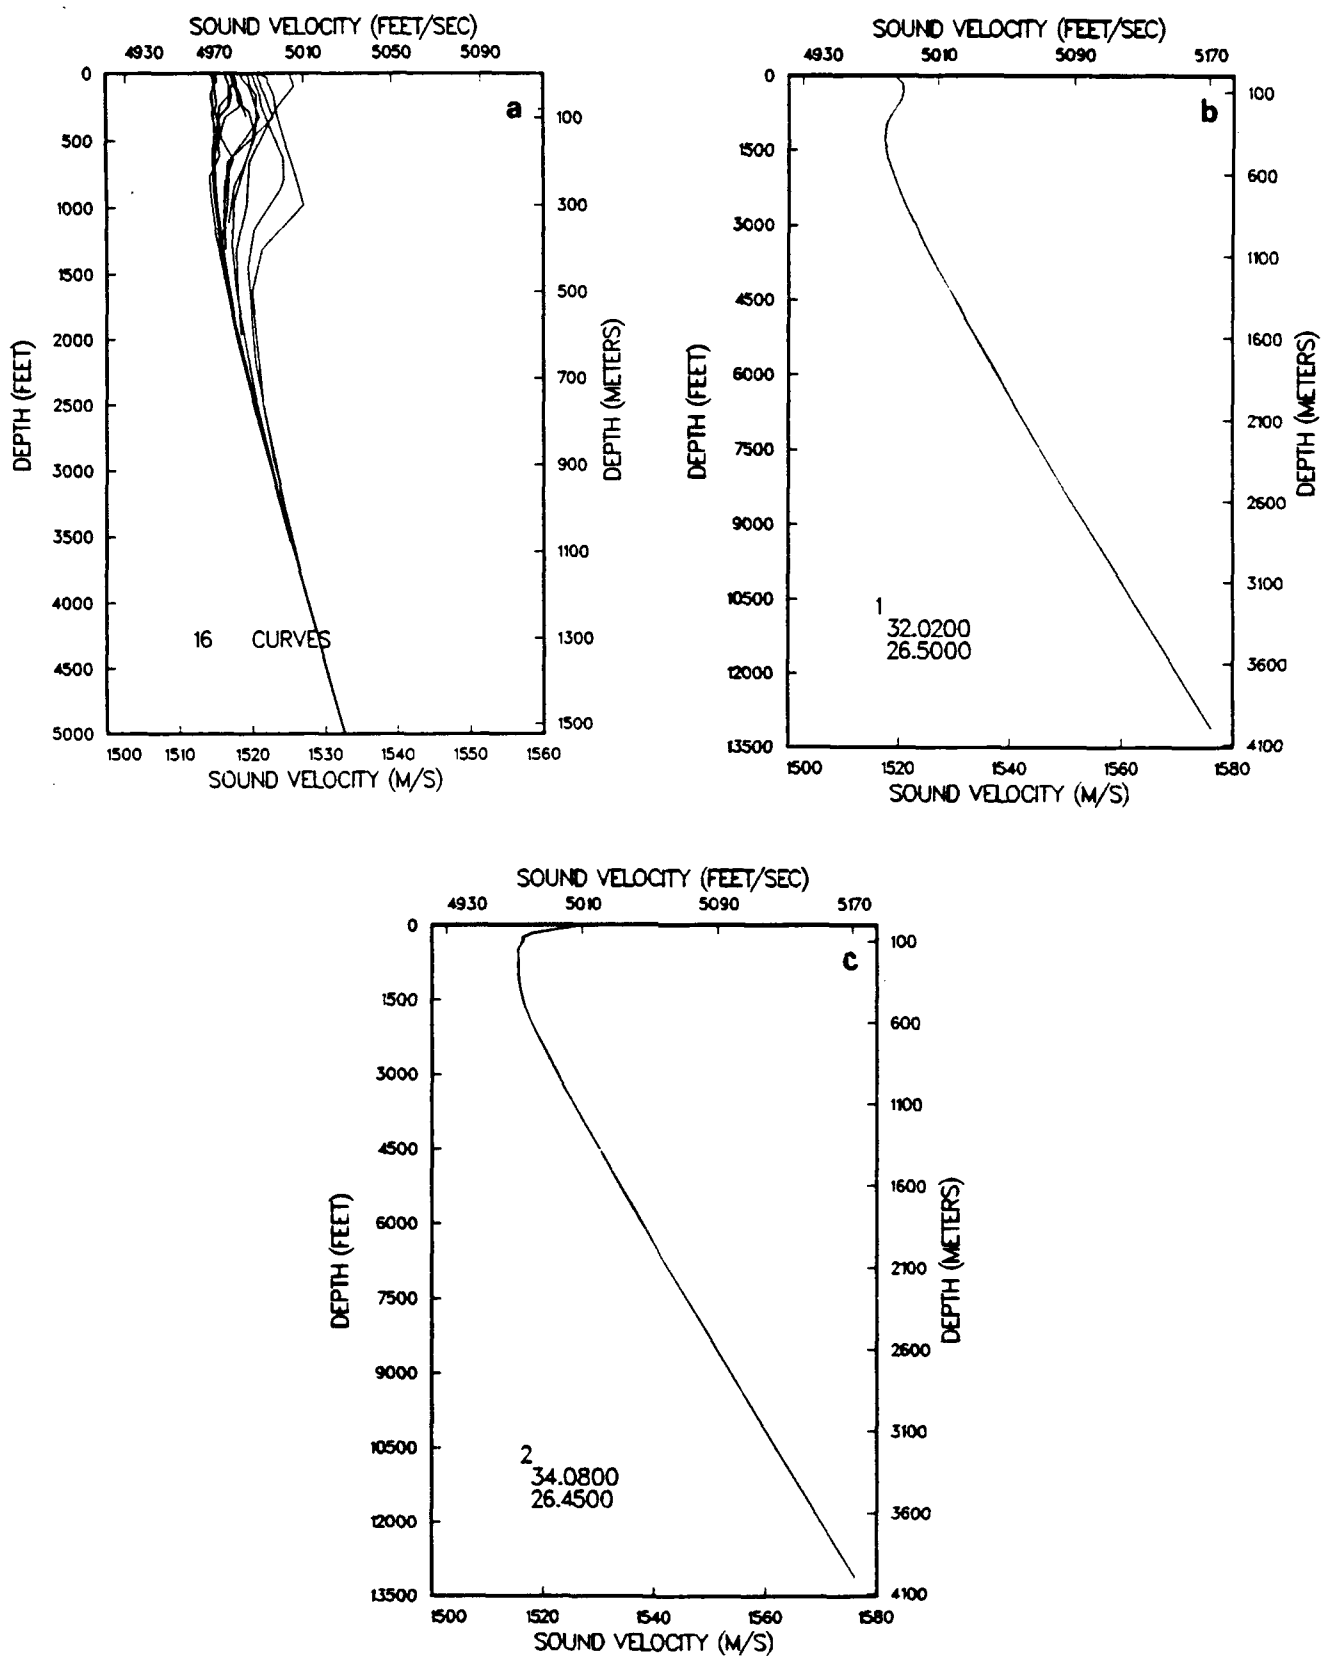 SOUND VELOCITY (FEET/SEC)
4930 4970 5010 5050 5090
a
0
500
1000
1500
2000
2500
3000
3500
4000
4500
5000
DEPTH (FEET)
100
300
500
700
900
1100
1300
1500
DEPTH (METERS)
16 CURVES
1500 1510 1520 1530 1540 1550 1560
SOUND VELOCITY (M/S)
SOUND VELOCITY (FEET/SEC)
4930 5010 5090 5170
b
0
1500
3000
4500
6000
7500
9000
10500
12000
13500
DEPTH (FEET)
100
600
1100
1600
2100
2600
3100
3600
4100
DEPTH (METERS)
1
32.0200
26.5000
1500 1520 1540 1560 1580
SOUND VELOCITY (M/S)
SOUND VELOCITY (FEET/SEC)
4930 5010 5090 5170
c
0
1500
3000
4500
6000
7500
9000
10500
12000
13500
DEPTH (FEET)
100
600
1100
1600
2100
2600
3100
3600
4100
DEPTH (METERS)
2
34.0800
26.4500
1500 1520 1540 1560 1580
SOUND VELOCITY (M/S)